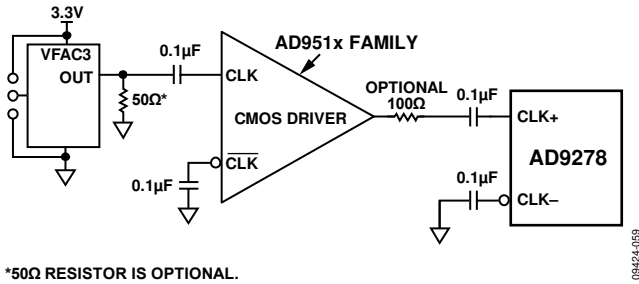 3.3V
VFAC3
OUT
50Ω*
0.1µF
AD951x FAMILY
CLK
CMOS DRIVER
CLK
0.1µF
OPTIONAL
100Ω
0.1µF
CLK+
AD9278
0.1µF
CLK–
*50Ω RESISTOR IS OPTIONAL.
09424-059